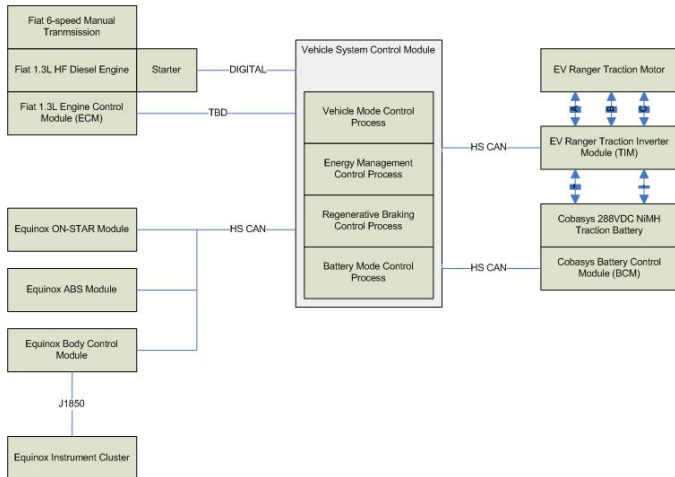 Fiat 6-speed Manual
Tranmsission
Fiat 1.3L HF Diesel Engine
Starter
Fiat 1.3L Engine Control
Module (ECM)
DIGITAL
TBD
Equinox ON-STAR Module
HS CAN
Equinox ABS Module
Equinox Body Control
Module
J1850
Equinox Instrument Cluster
Vehicle System Control Module
Vehicle Mode Control
Process
Energy Management
Control Process
Regenerative Braking
Control Process
Battery Mode Control
Process
HS CAN
HS CAN
EV Ranger Traction Motor
A
B
C
EV Ranger Traction Inverter
Module (TIM)
Cobasys 288VDC NiMH
Traction Battery
Cobasys Battery Control
Module (BCM)